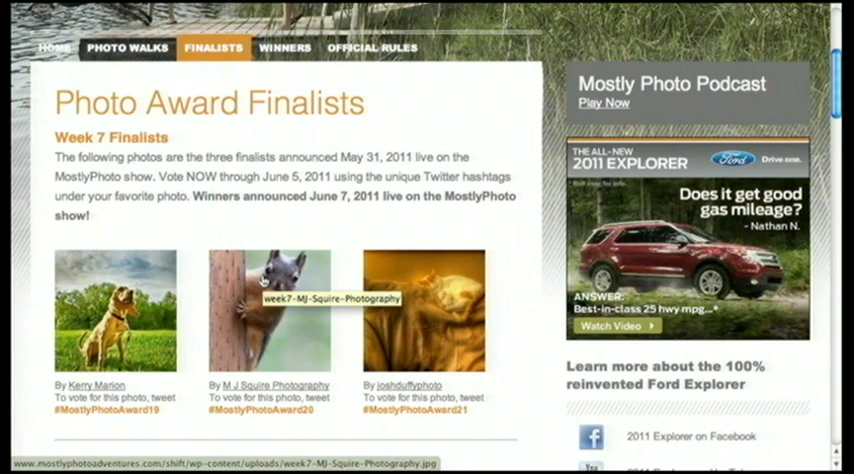 HOME PHOTO WALKS FINALISTS WINNERS OFFICIAL RULES
Photo Award Finalists
Week 7 Finalists
The following photos are the three finalists announced May 31, 2011 live on the
MostlyPhoto show. Vote NOW through June 5, 2011 using the unique Twitter hashtags
under your favorite photo. Winners announced June 7, 2011 live on the MostlyPhoto
show!
week7-MJ-Squire-Photography
By Kerry Marion
To vote for this photo, tweet
#MostlyPhotoAward19
By M J Squire Photography
To vote for this photo, tweet
#MostlyPhotoAward20
By joshduffyphoto
To vote for this photo, tweet
#MostlyPhotoAward21
Mostly Photo Podcast
Play Now
THE ALL-NEW
2011 EXPLORER
Ford
Drive one.
Does it get good
gas mileage?
- Nathan N.
ANSWER:
Best-in-class 25 hwy mpg...*
Watch Video
Learn more about the 100%
reinvented Ford Explorer
f
2011 Explorer on Facebook
You
www.mostlyphotoadventures.com/shift/wp-content/uploads/week7-MJ-Squire-Photography.jpg